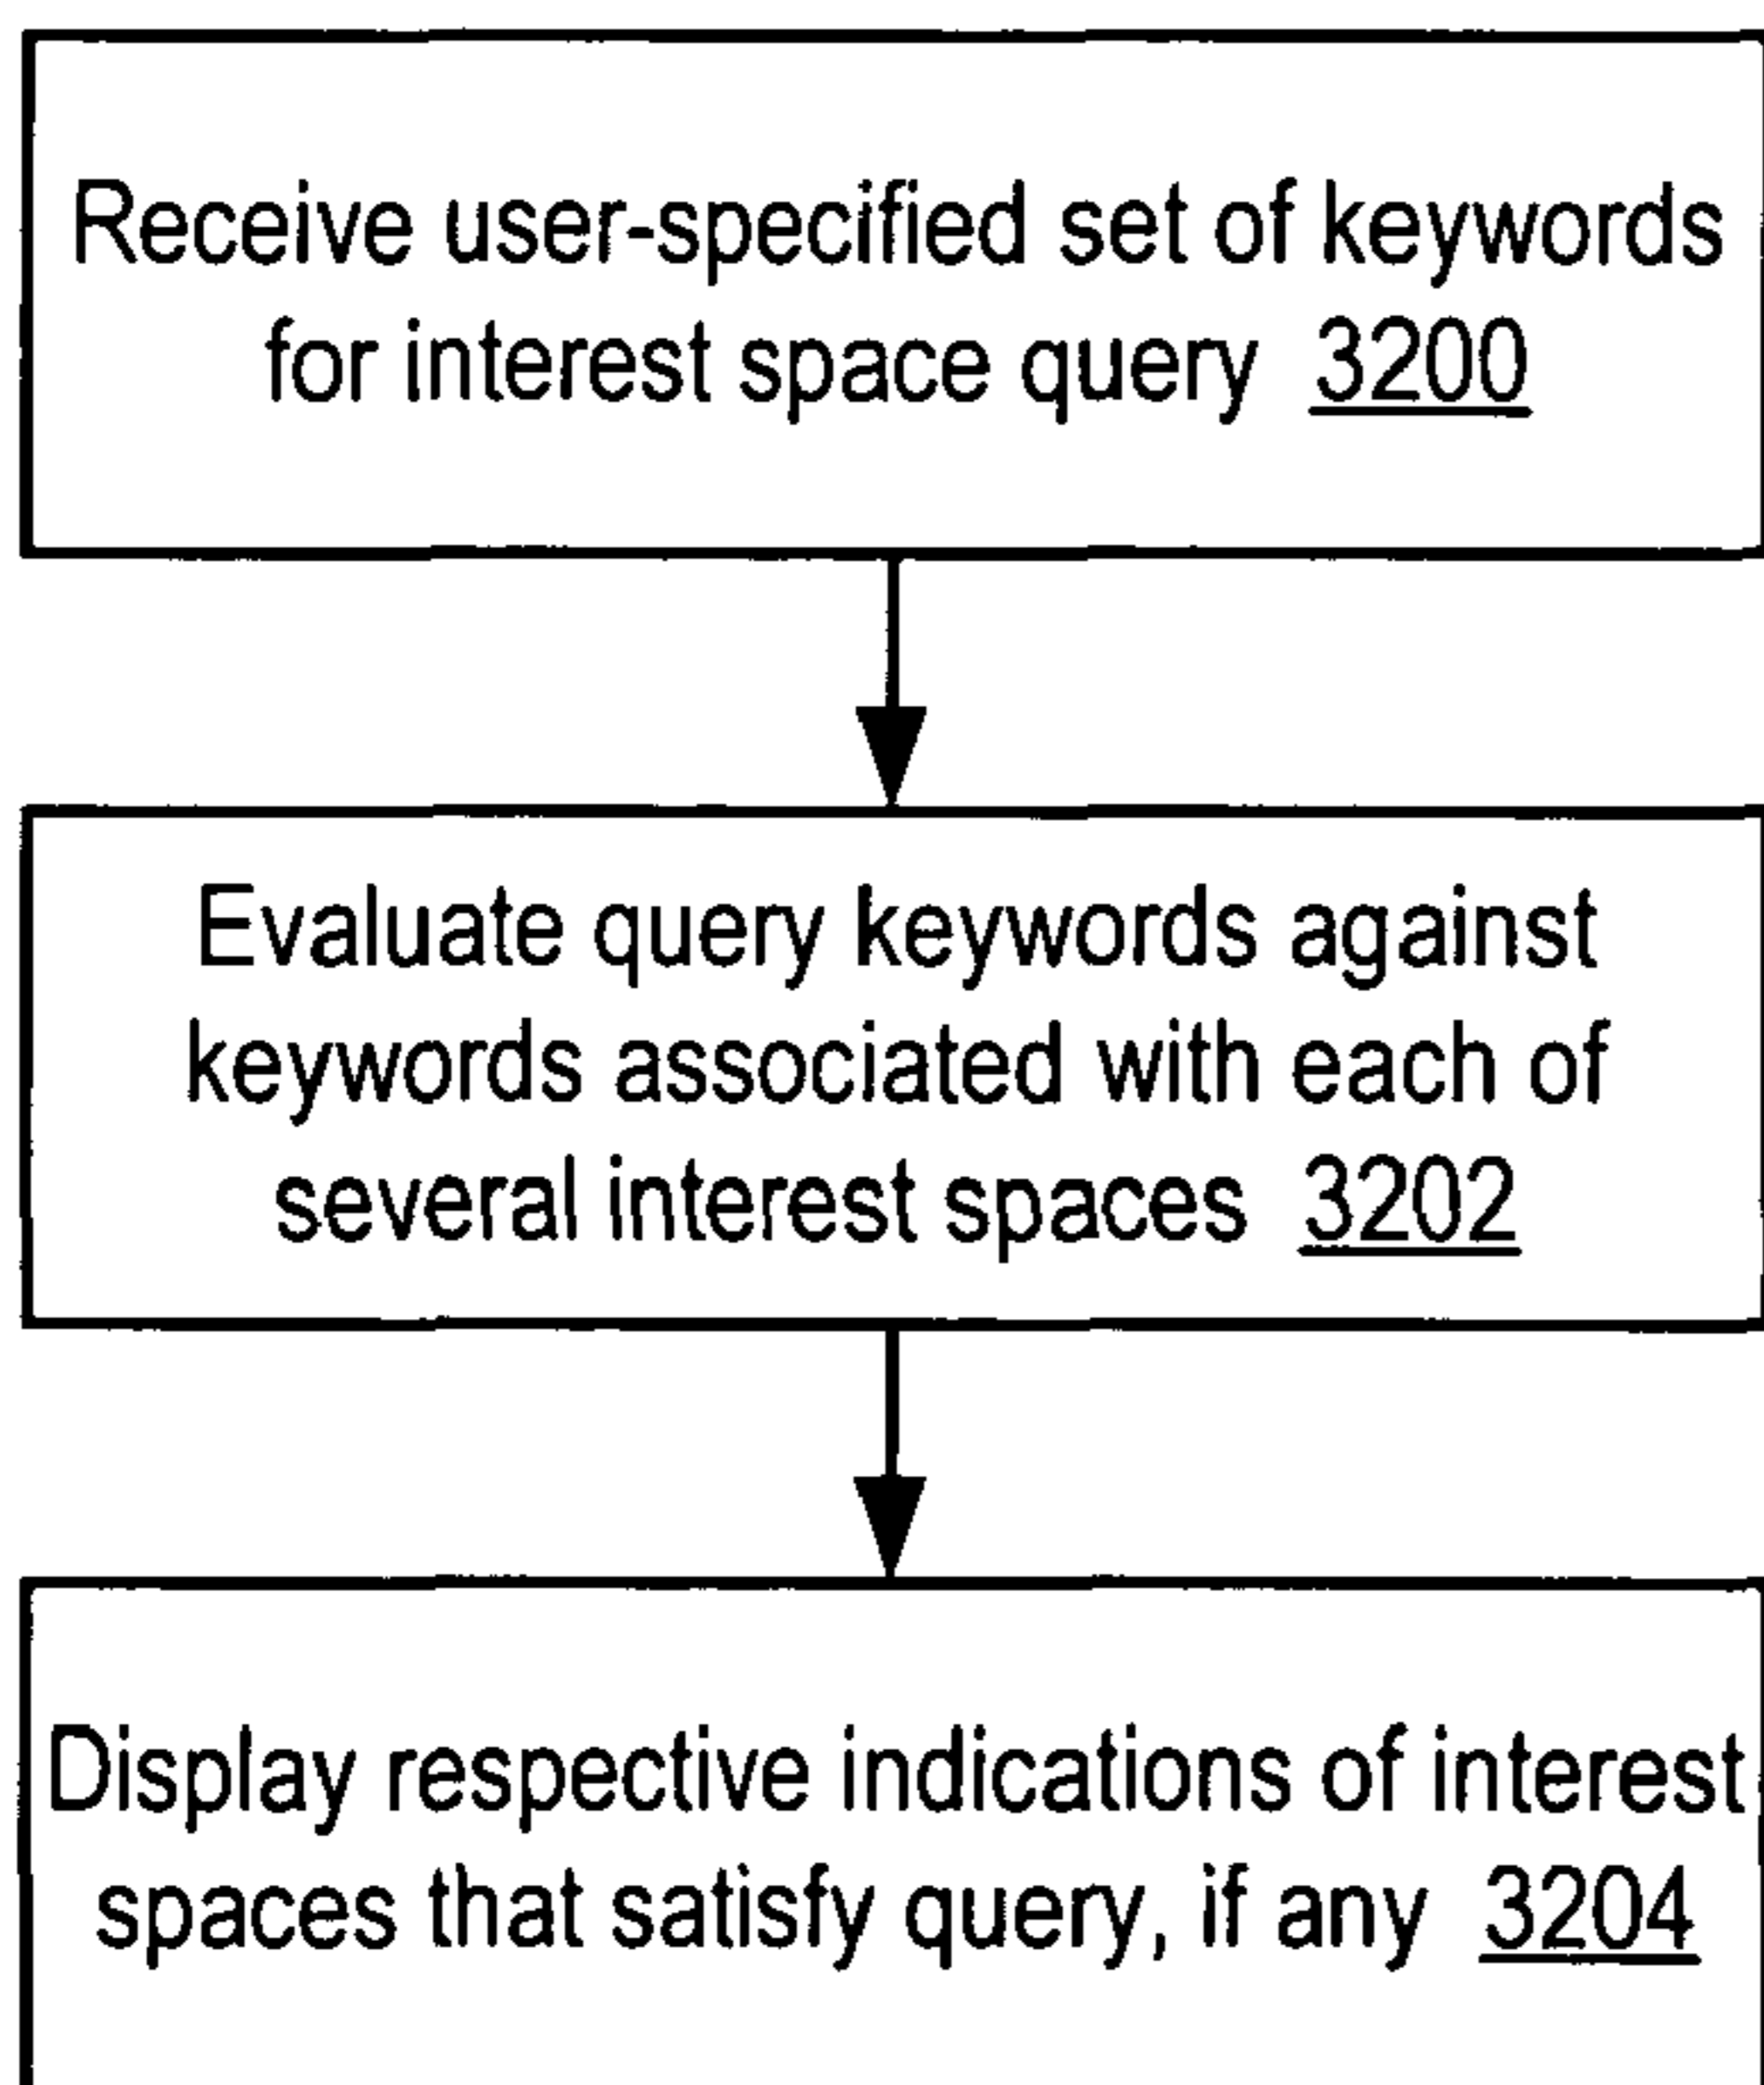 Receive user-specified set of keywords
for interest space query 3200
Evaluate query keywords against
keywords associated with each of
several interest spaces 3202
Display respective indications of interest
spaces that satisfy query, if any 3204